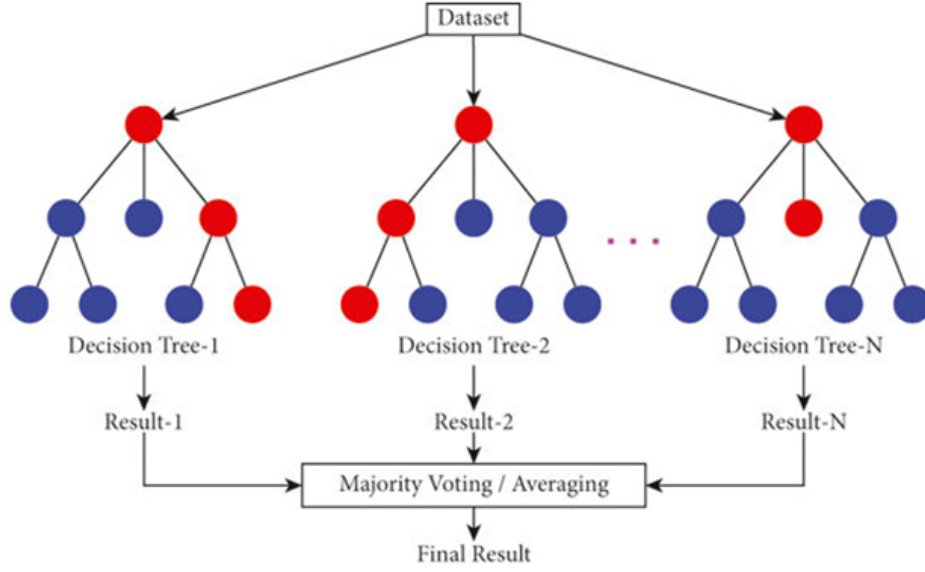 Dataset
Decision Tree-1
Decision Tree-2
Decision Tree-N
Result-1
Result-2
Result-N
Majority Voting / Averaging
Final Result